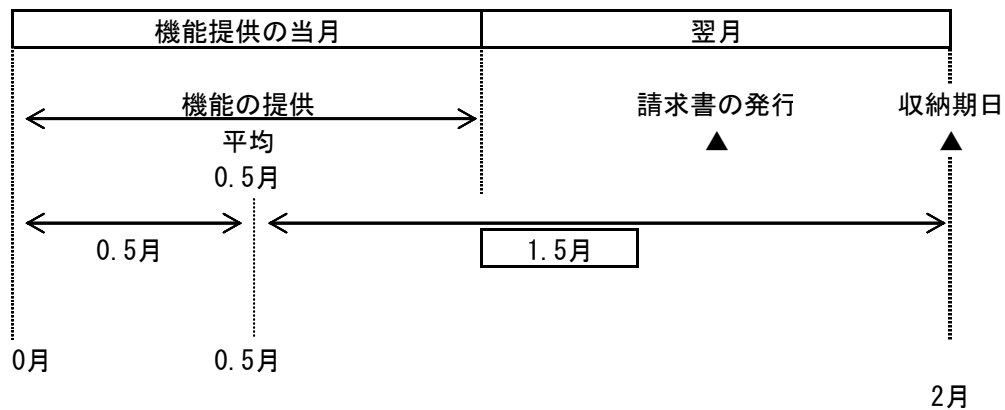 機能提供の当月 翌月
機能の提供 請求書の発行 収納期日
平均 ▲ ▲
0.5月
0.5月 1.5月
0月 0.5月
2月